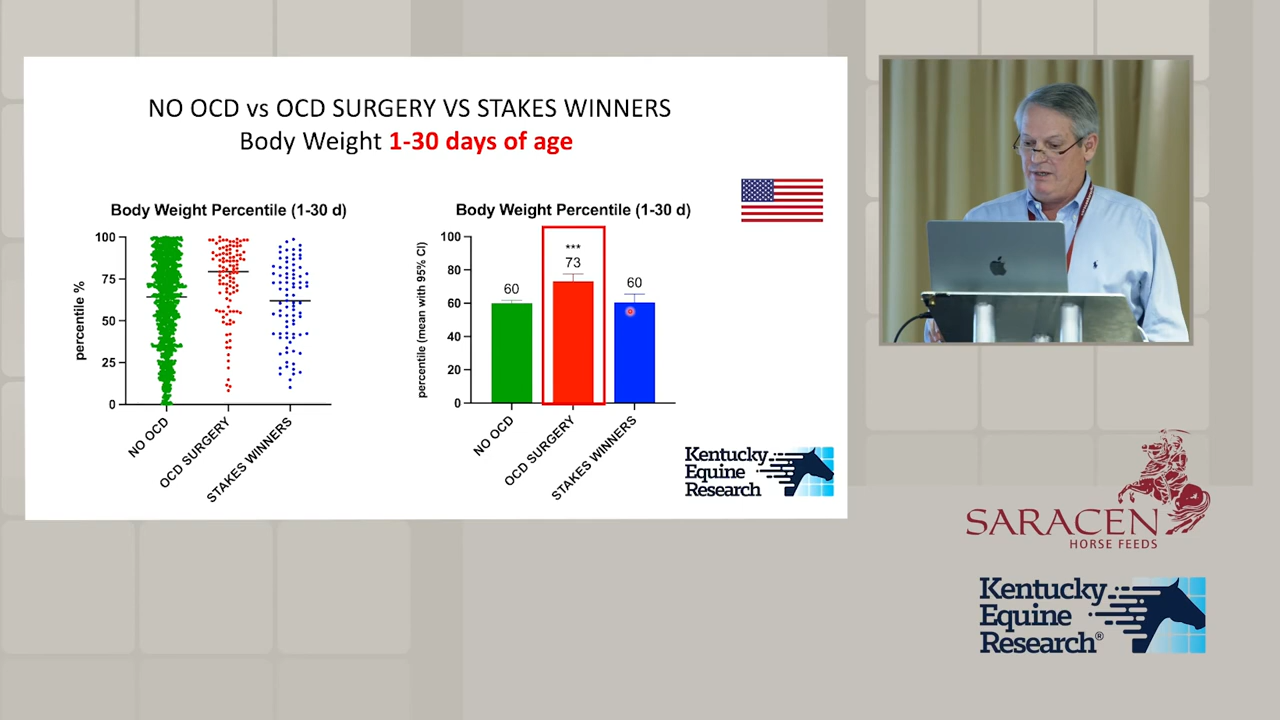 NO OCD vs OCD SURGERY VS STAKES WINNERS
Body Weight 1-30 days of age
Body Weight Percentile (1-30 d)
percentile %
100
75
50
25
0
NO OCD
OCD SURGERY
STAKES WINNERS
Body Weight Percentile (1-30 d)
percentile (mean with 95% CI)
100
80
60
40
20
0
60
***
73
60
NO OCD
OCD SURGERY
STAKES WINNERS
Kentucky
Equine
Research
SARACEN
HORSE FEEDS
Kentucky
Equine
Research®